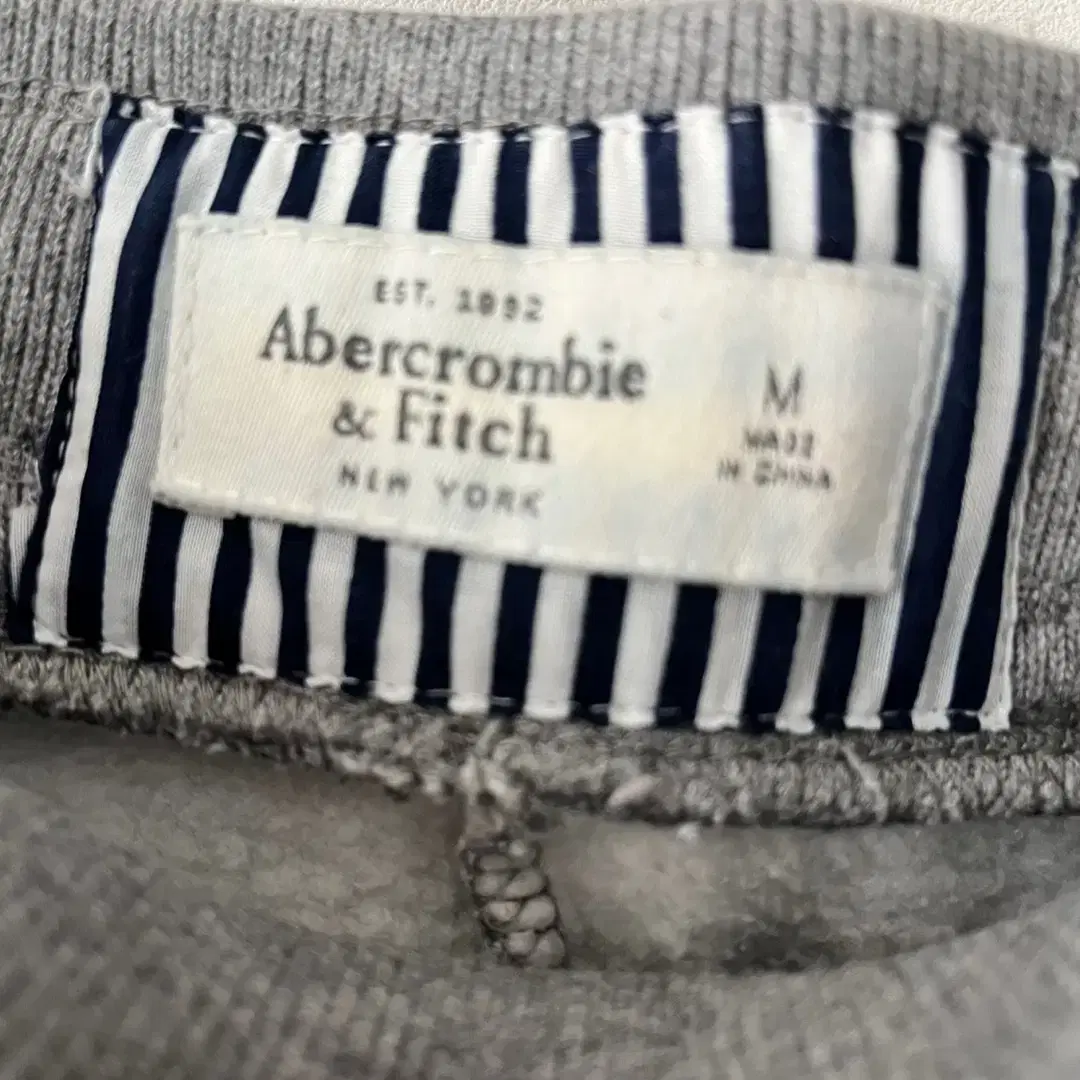 EST. 1892
Abercrombie
& Fitch
NEW YORK
M
MADE
IN CHINA